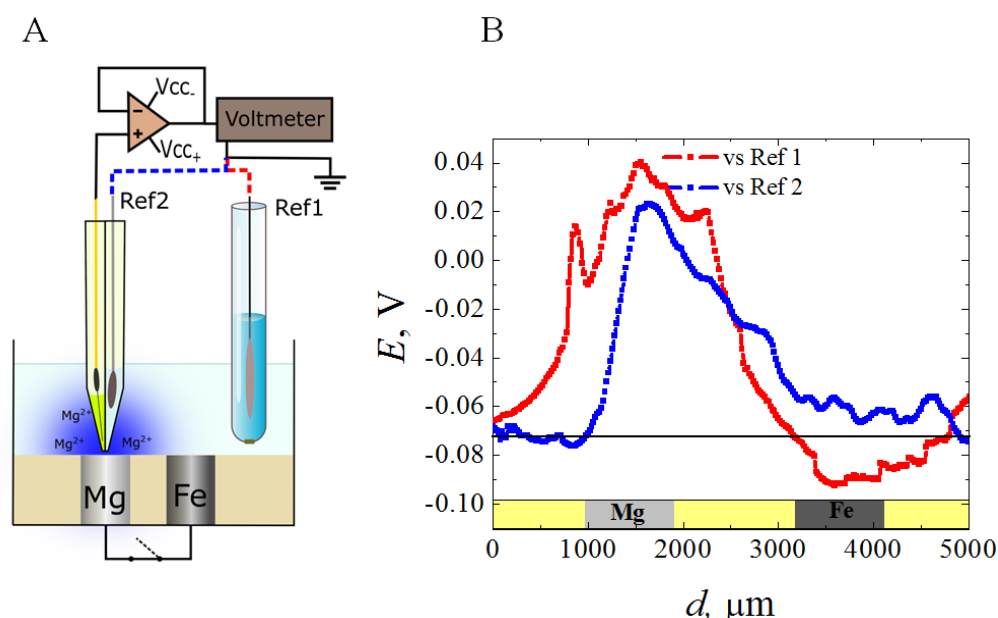 A
Vcc-
Voltmeter
Vcc+
Ref2
Ref1
Mg2+
Mg2+
Mg2+
Mg
Fe
B
vs Ref 1
vs Ref 2
0.04
0.02
0.00
-0.02
-0.04
-0.06
-0.08
-0.10
E, V
Mg
Fe
0
1000
2000
3000
4000
5000
d, μm